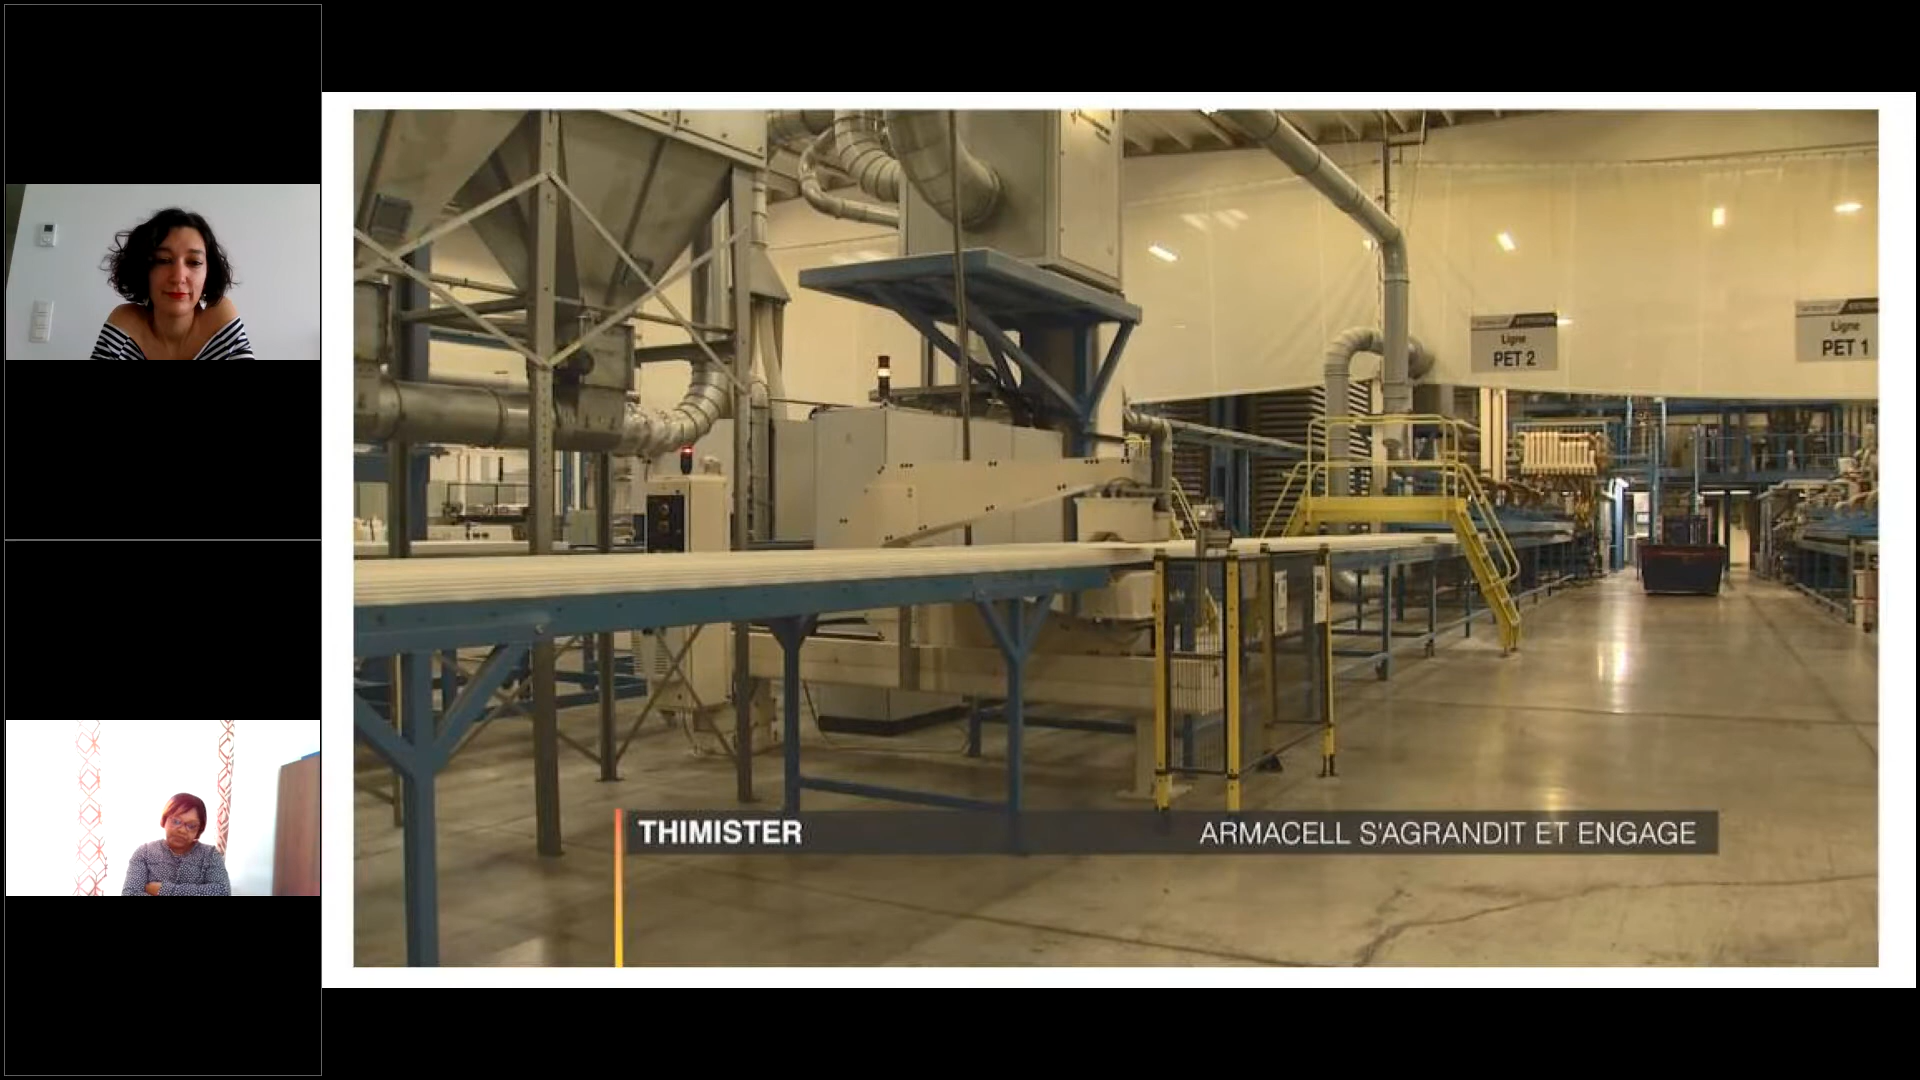 Ligne
PET 2
Ligne
PET 1
THIMISTER
ARMACELL S'AGRANDIT ET ENGAGE